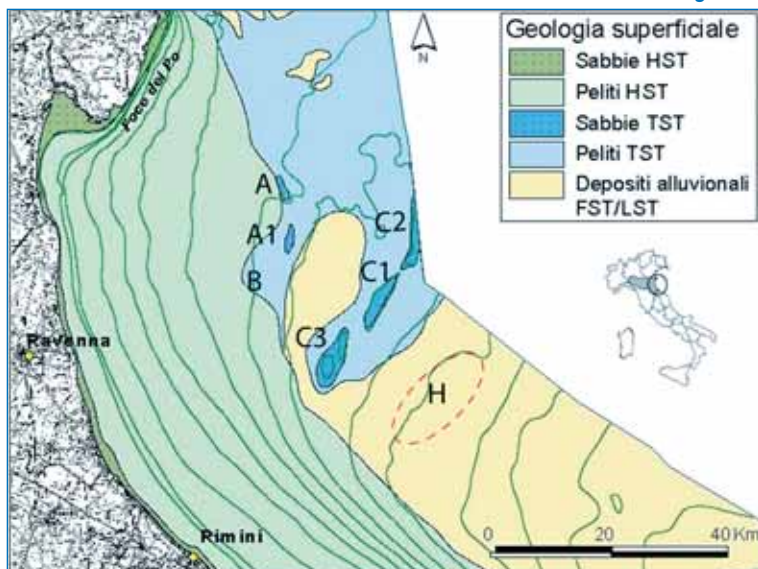 Geologia superficiale
Sabbie HST
Peliti HST
Sabbie TST
Peliti TST
Depositi alluvionali
FST/LST
N
Foce del Po
A
A1
B
C2
C1
C3
H
Ravenna
Rimini
0 20 40 Km